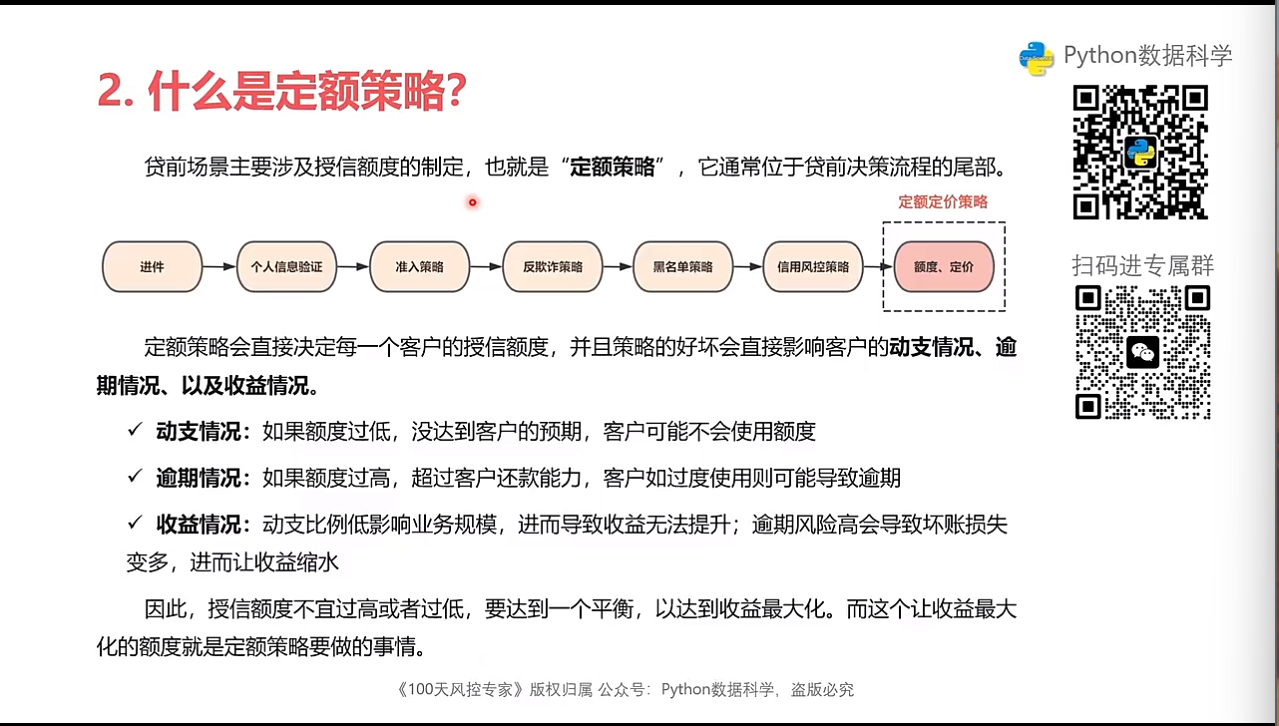 Python数据科学
2. 什么是定额策略？
贷前场景主要涉及授信额度的制定，也就是“定额策略”，它通常位于贷前决策流程的尾部。
定额定价策略
进件
个人信息验证
准入策略
反欺诈策略
黑名单策略
信用风控策略
额度、定价
扫码进专属群
定额策略会直接决定每一个客户的授信额度，并且策略的好坏会直接影响客户的动支情况、逾
期情况、以及收益情况。
✓ 动支情况：如果额度过低，没达到客户的预期，客户可能不会使用额度
✓ 逾期情况：如果额度过高，超过客户还款能力，客户如过度使用则可能导致逾期
✓ 收益情况：动支比例低影响业务规模，进而导致收益无法提升；逾期风险高会导致坏账损失
变多，进而让收益缩水
因此，授信额度不宜过高或者过低，要达到一个平衡，以达到收益最大化。而这个让收益最大
化的额度就是定额策略要做的事情。
《100天风控专家》版权归属 公众号：Python数据科学，盗版必究